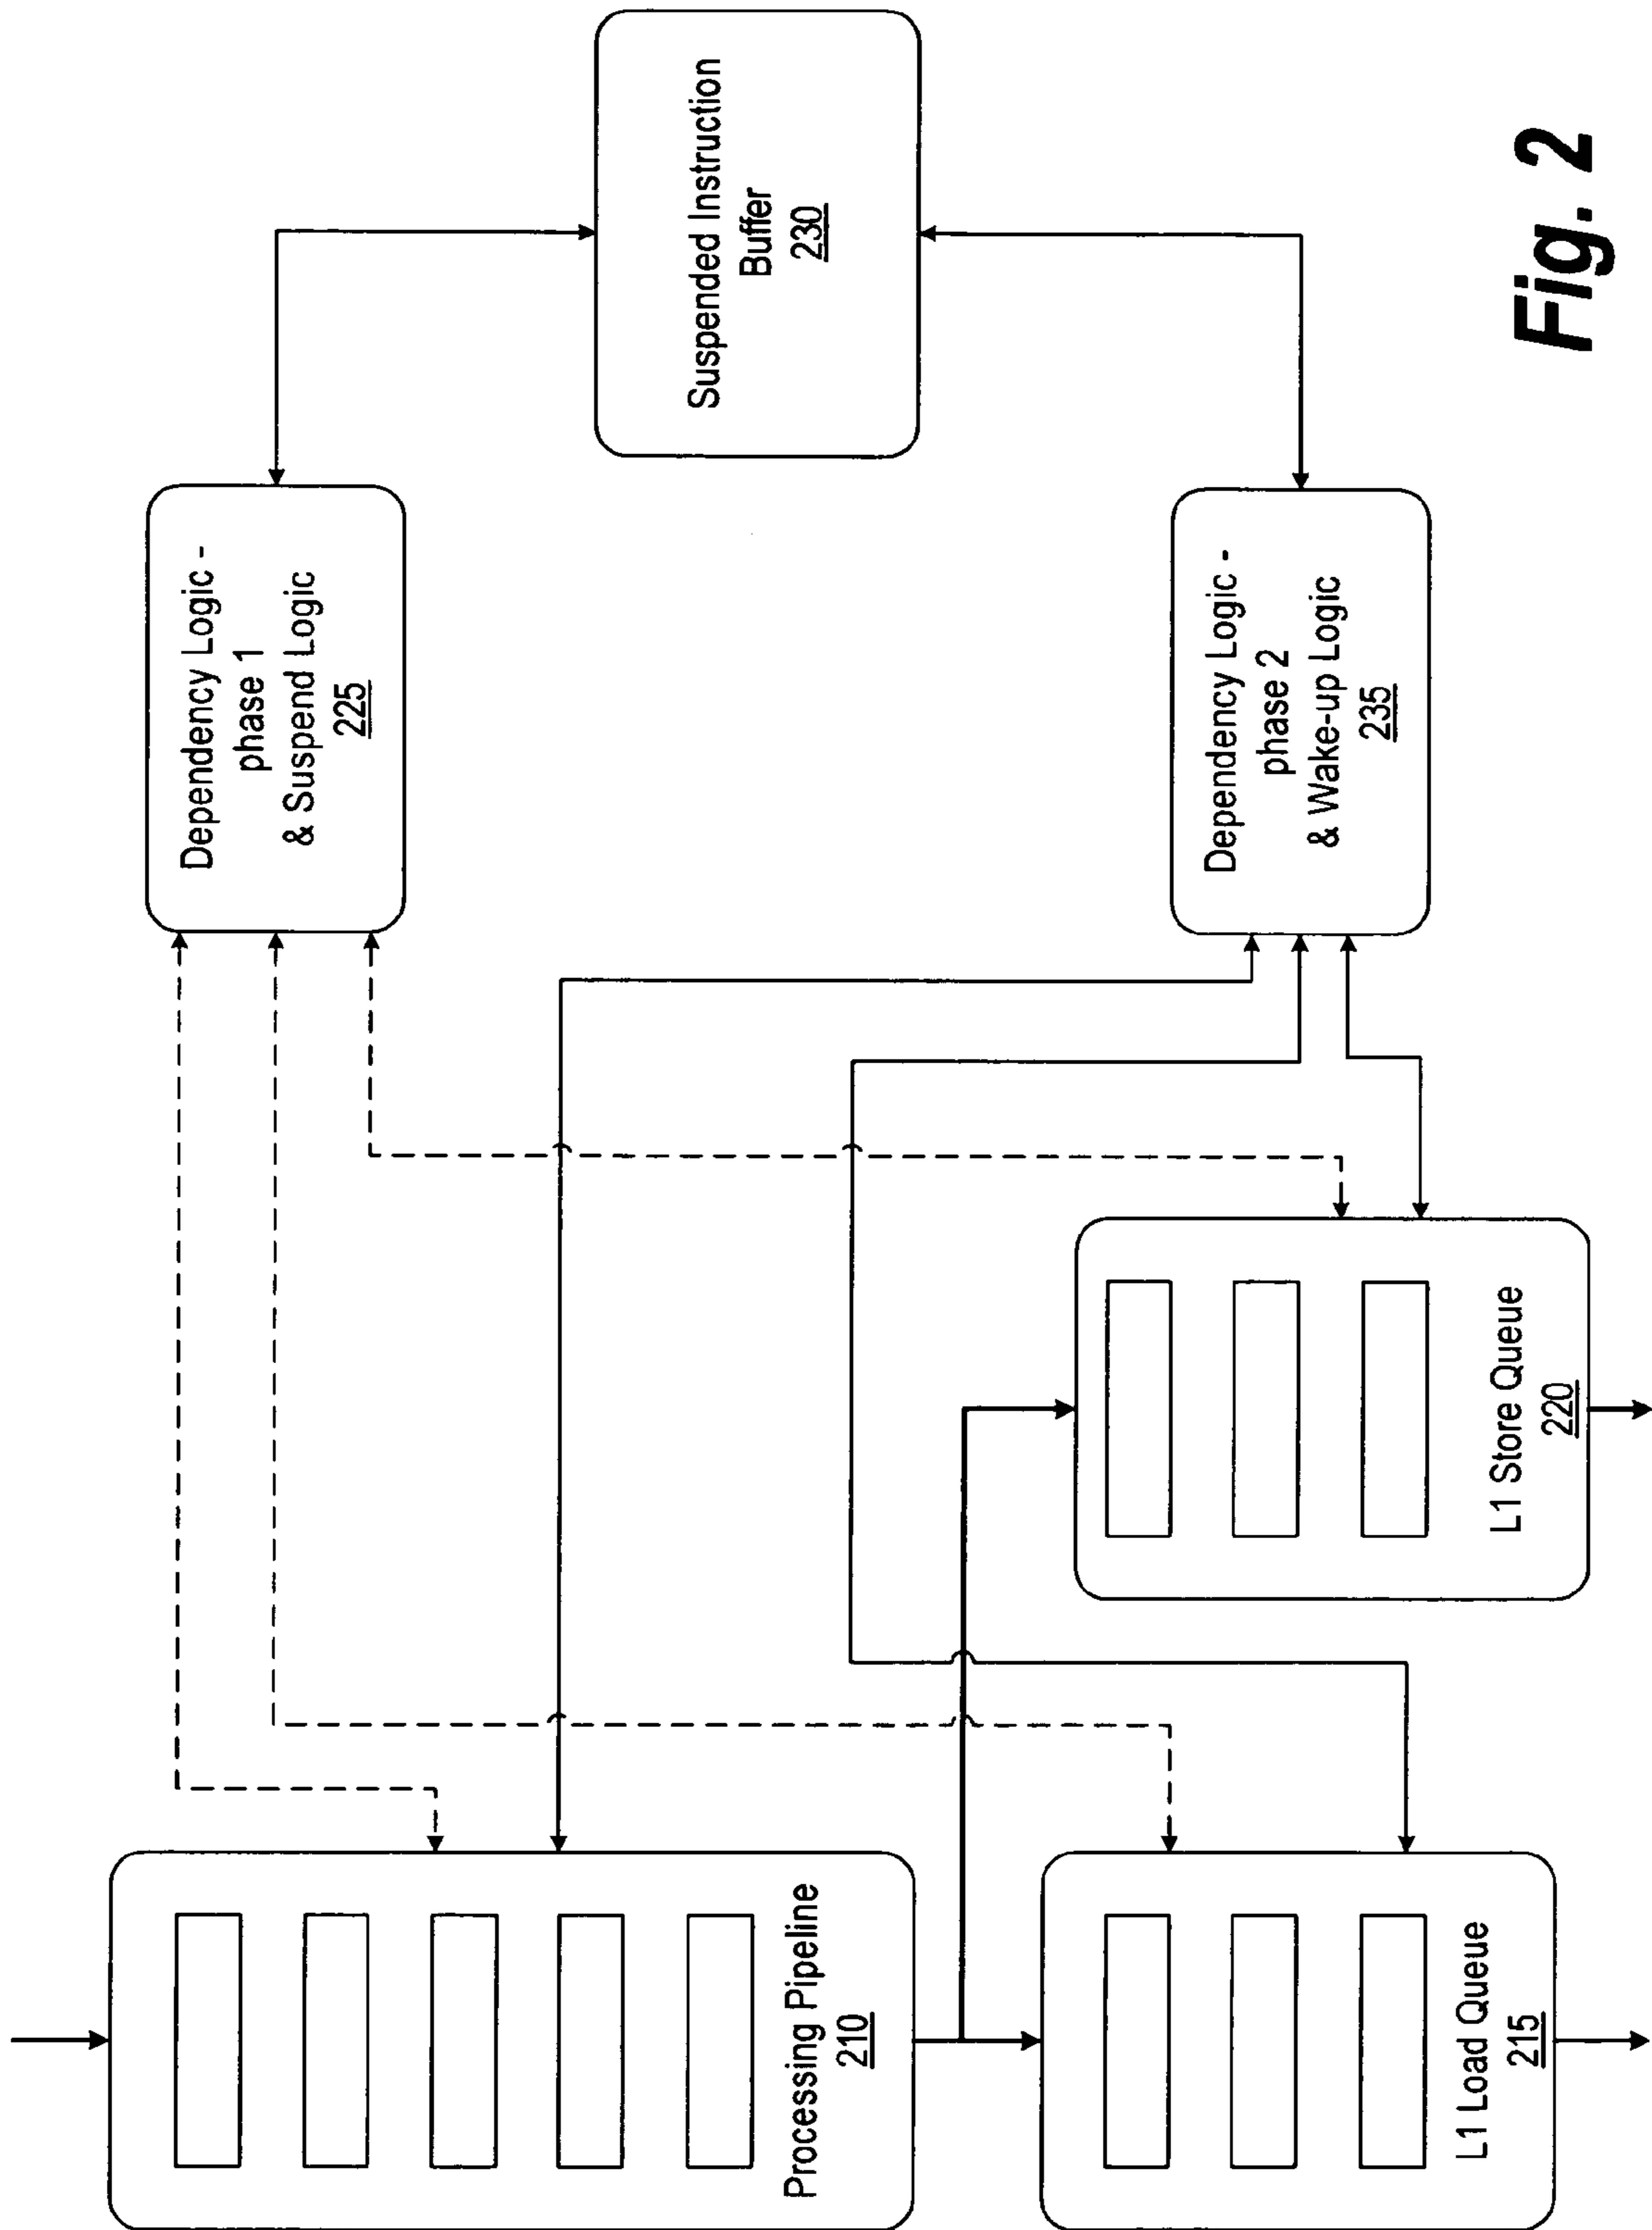 Processing Pipeline
210
L1 Load Queue
215
L1 Store Queue
220
Dependency Logic -
phase 1
& Suspend Logic
225
Dependency Logic -
phase 2
& Wake-up Logic
235
Suspended Instruction
Buffer
230
Fig. 2